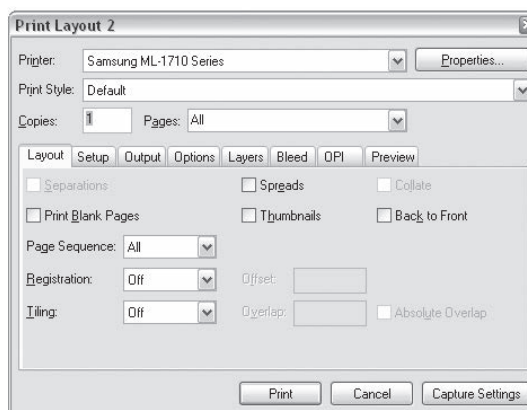 Print Layout 2
Printer: Samsung ML-1710 Series Properties...
Print Style: Default
Copies: 1 Pages: All
Layout Setup Output Options Layers Bleed OPI Preview
Separations Spreads Collate
Print Blank Pages Thumbnails Back to Front
Page Sequence: All
Registration: Off Offset:
Tiling: Off Overlap: Absolute Overlap
Print Cancel Capture Settings